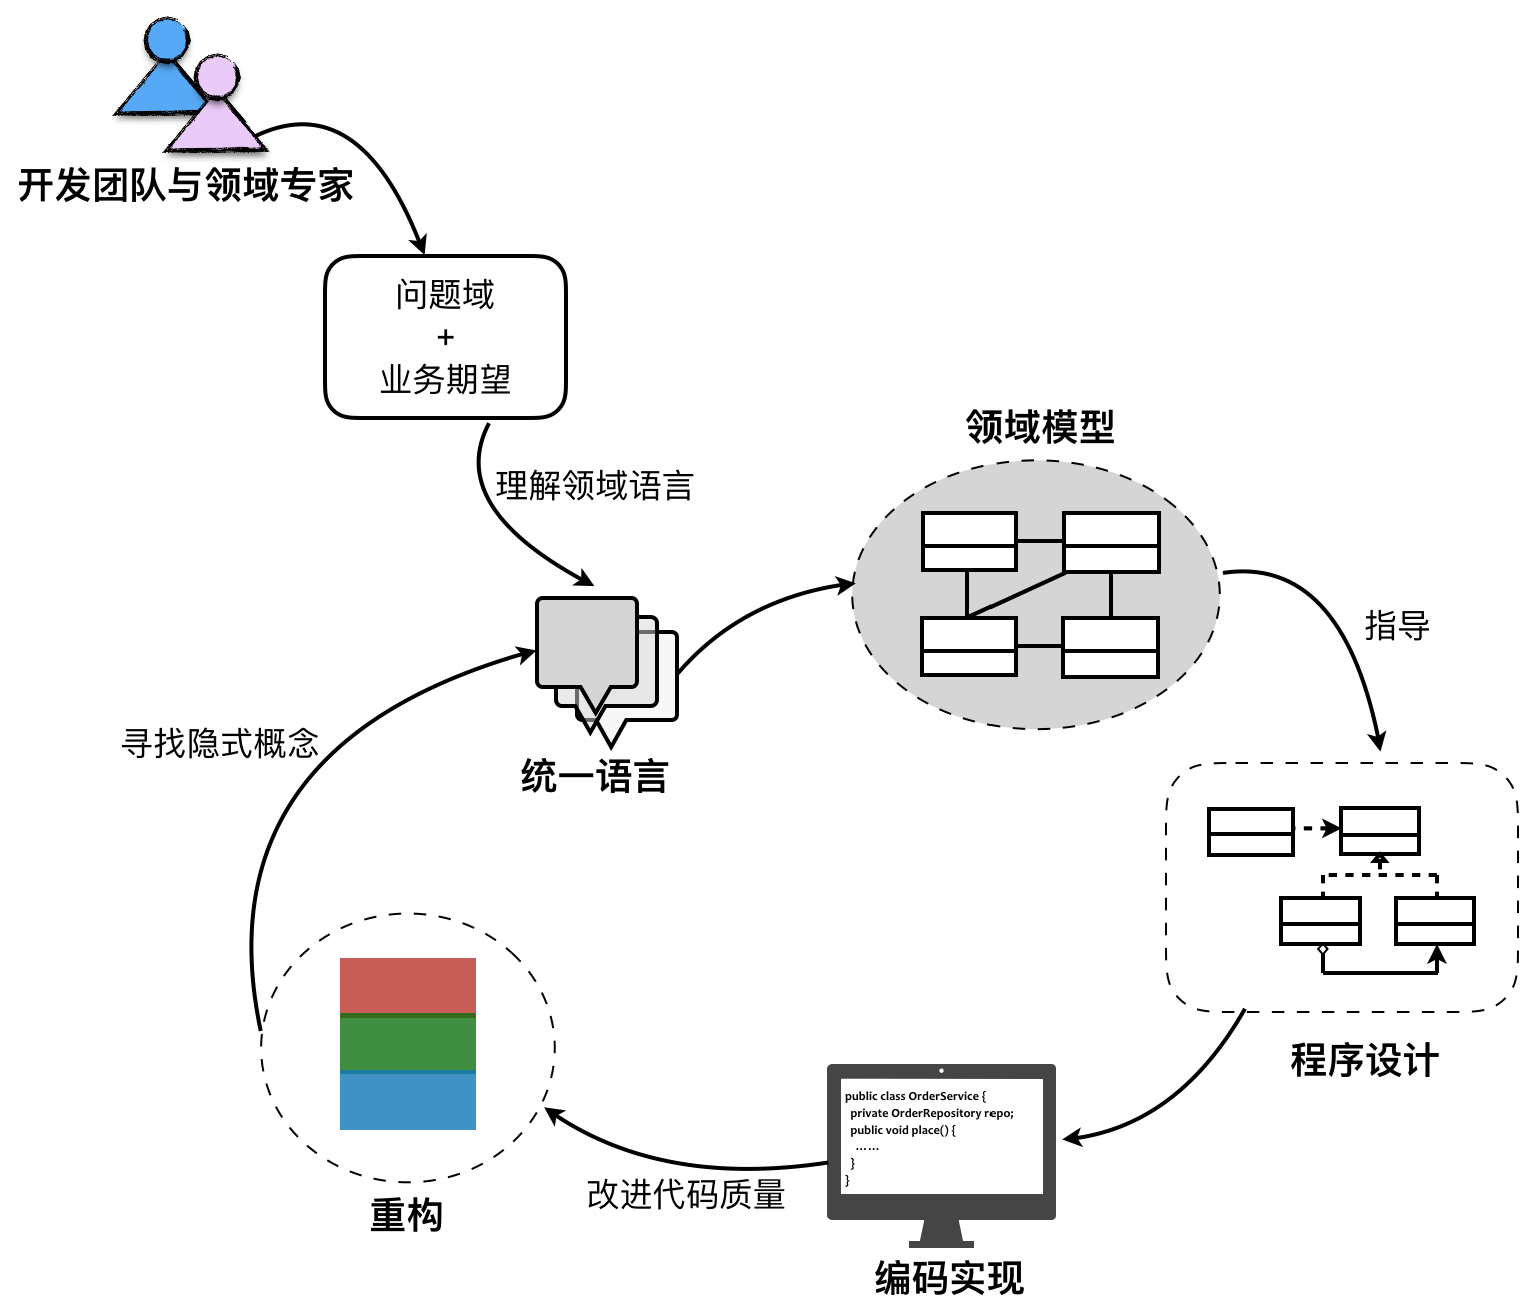 开发团队与领域专家
问题域
+
业务期望
理解领域语言
领域模型
指导
寻找隐式概念
统一语言
程序设计
public class OrderService {
private OrderRepository repo;
public void place() {
... ...
}
}
改进代码质量
重构
编码实现